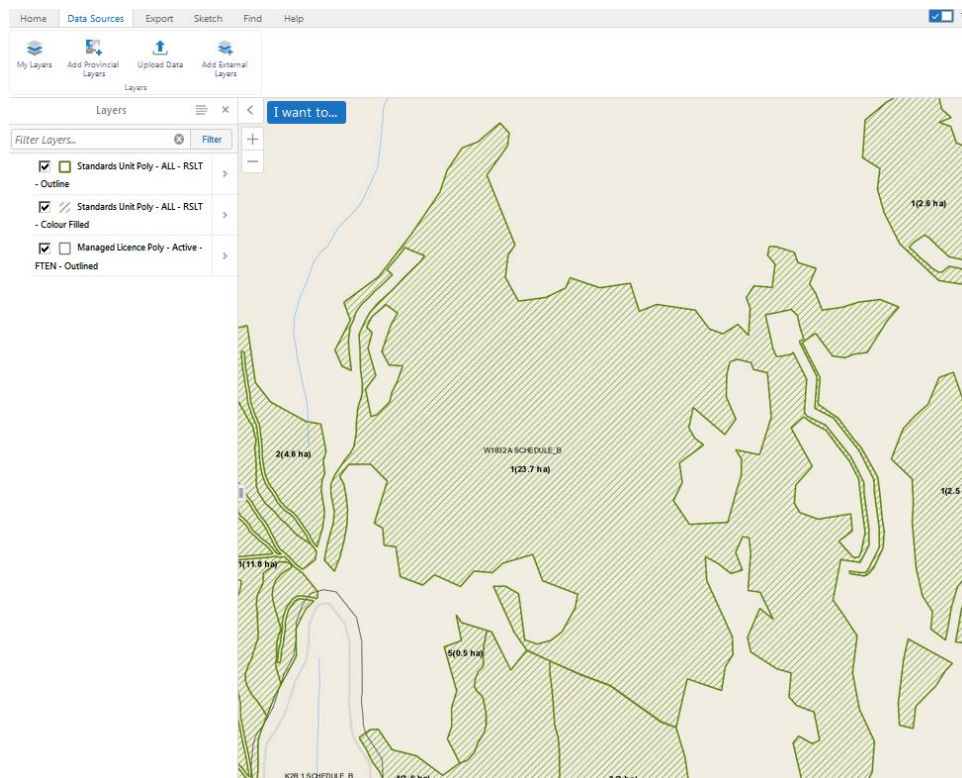 Home Data Sources Export Sketch Find Help
My Layers Add Provincial Layers Upload Data Add External Layers
Layers
Layers
I want to...
Filter Layers... Filter
Standards Unit Poly - ALL - RSLT
- Outline
Standards Unit Poly - ALL - RSLT
- Colour Filled
Managed Licence Poly - Active -
FTEN - Outlined
1(2.6 ha)
2(4.6 ha)
W1832A SCHEDULE_B
1(23.7 ha)
1(2.5
1(11.8 ha)
5(0.5 ha)
K2R 1 SCHEDULE_B